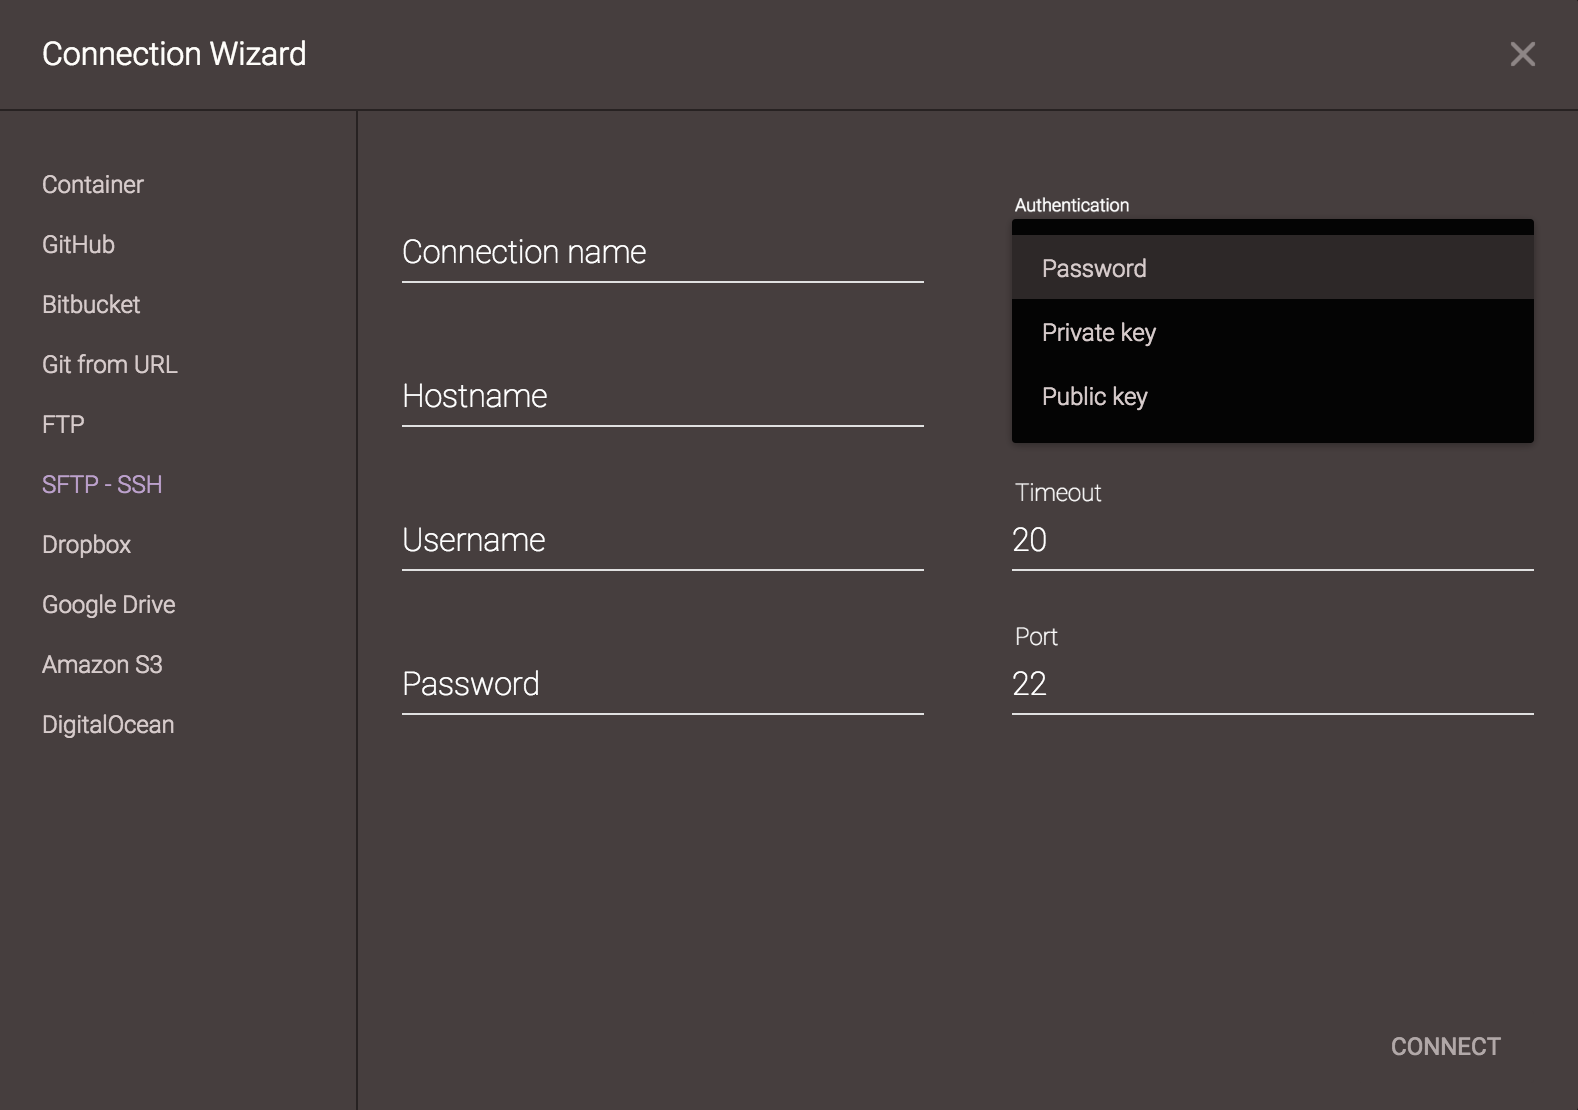 Connection Wizard
Container
GitHub
Bitbucket
Git from URL
FTP
SFTP - SSH
Dropbox
Google Drive
Amazon S3
DigitalOcean
Connection name
Hostname
Username
Password
Authentication
Password
Private key
Public key
Timeout
20
Port
22
CONNECT